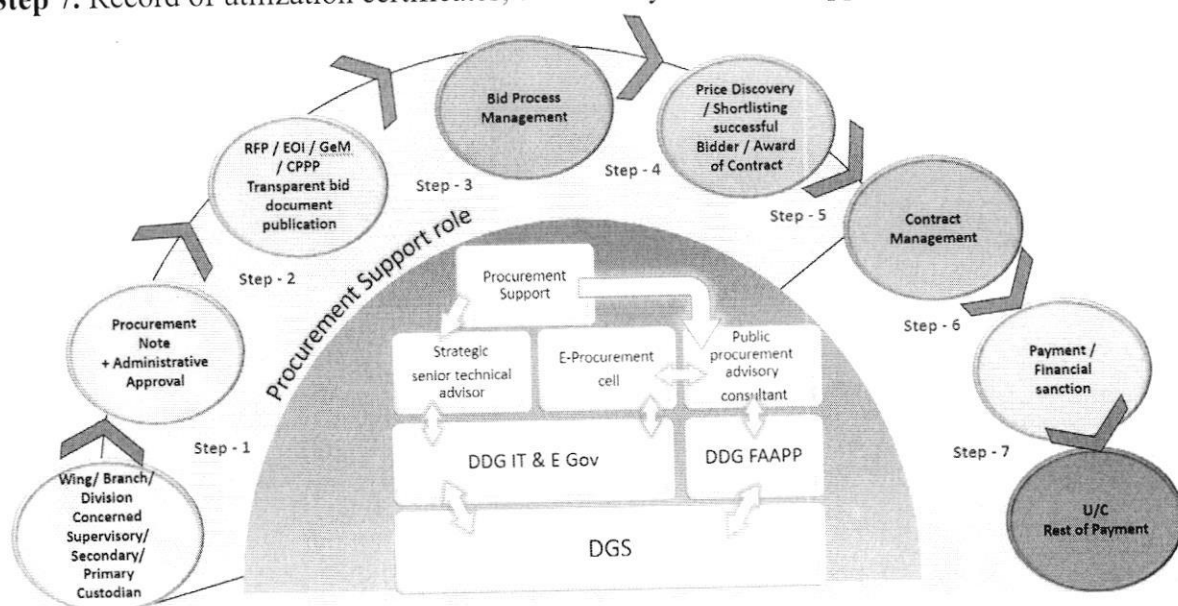 Step 7.
Bid Process
Management
Price Discovery
/ Shortlisting
successful
Bidder / Award
of Contract
RFP / EOI / GeM
/ CPPP
Transparent bid
document
publication
Step - 3
Step - 4
Step - 5
Contract
Management
Procurement Support role
Step - 2
Procurement
Support
Procurement
Note
+ Administrative
Approval
Strategic
senior technical
advisor
E-Procurement
cell
Public
procurement
advisory
consultant
Step - 6
Payment /
Financial
sanction
Step - 1
DDG IT & E Gov
DDG FAAPP
Step - 7
Wing/ Branch/
Division
Concerned
Supervisory/
Secondary/
Primary
Custodian
DGS
U/C
Rest of Payment